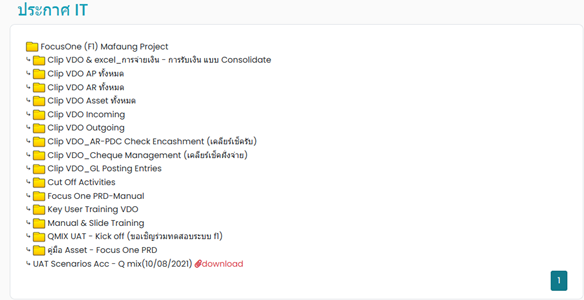 ประกาศ IT
FocusOne (F1) Mafaung Project
Clip VDO & excel_การจ่ายเงิน - การรับเงิน แบบ Consolidate
Clip VDO AP ทั้งหมด
Clip VDO AR ทั้งหมด
Clip VDO Asset ทั้งหมด
Clip VDO Incoming
Clip VDO Outgoing
Clip VDO_AR-PDC Check Encashment (เคลียร์เช็ครับ)
Clip VDO_Cheque Management (เคลียร์เช็คสั่งจ่าย)
Clip VDO_GL Posting Entries
Cut Off Activities
Focus One PRD-Manual
Key User Training VDO
Manual & Slide Training
QMIX UAT - Kick off (ขอเชิญร่วมทดสอบระบบ f1)
คู่มือ Asset - Focus One PRD
UAT Scenarios Acc - Q mix(10/08/2021) download
1